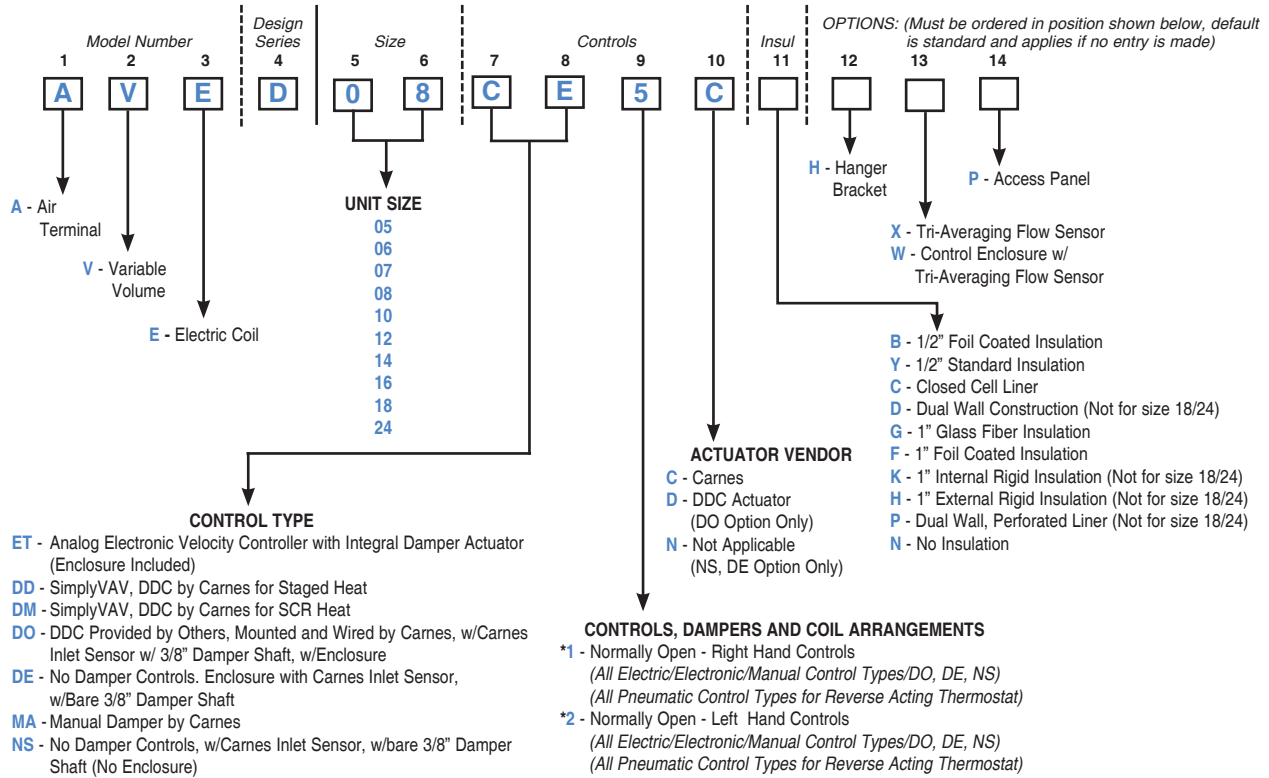 Model Number
Design
Series
Size
Controls
Insul
OPTIONS: (Must be ordered in position shown below, default
is standard and applies if no entry is made)
1 2 3 4 5 6 7 8 9 10 11 12 13 14
A V E D 0 8 C E 5 C
A - Air
Terminal
V - Variable
Volume
E - Electric Coil
UNIT SIZE
05
06
07
08
10
12
14
16
18
24
H - Hanger
Bracket
P - Access Panel
X - Tri-Averaging Flow Sensor
W - Control Enclosure w/
Tri-Averaging Flow Sensor
B - 1/2” Foil Coated Insulation
Y - 1/2” Standard Insulation
C - Closed Cell Liner
D - Dual Wall Construction (Not for size 18/24)
G - 1” Glass Fiber Insulation
F - 1” Foil Coated Insulation
K - 1” Internal Rigid Insulation (Not for size 18/24)
H - 1” External Rigid Insulation (Not for size 18/24)
P - Dual Wall, Perforated Liner (Not for size 18/24)
N - No Insulation
ACTUATOR VENDOR
C - Carnes
D - DDC Actuator
(DO Option Only)
N - Not Applicable
(NS, DE Option Only)
CONTROL TYPE
ET - Analog Electronic Velocity Controller with Integral Damper Actuator
(Enclosure Included)
DD - SimplyVAV, DDC by Carnes for Staged Heat
DM - SimplyVAV, DDC by Carnes for SCR Heat
DO - DDC Provided by Others, Mounted and Wired by Carnes, w/Carnes
Inlet Sensor w/ 3/8” Damper Shaft, w/Enclosure
DE - No Damper Controls. Enclosure with Carnes Inlet Sensor,
w/Bare 3/8” Damper Shaft
MA - Manual Damper by Carnes
NS - No Damper Controls, w/Carnes Inlet Sensor, w/bare 3/8” Damper
Shaft (No Enclosure)
CONTROLS, DAMPERS AND COIL ARRANGEMENTS
*1 - Normally Open - Right Hand Controls
(All Electric/Electronic/Manual Control Types/DO, DE, NS)
(All Pneumatic Control Types for Reverse Acting Thermostat)
*2 - Normally Open - Left Hand Controls
(All Electric/Electronic/Manual Control Types/DO, DE, NS)
(All Pneumatic Control Types for Reverse Acting Thermostat)